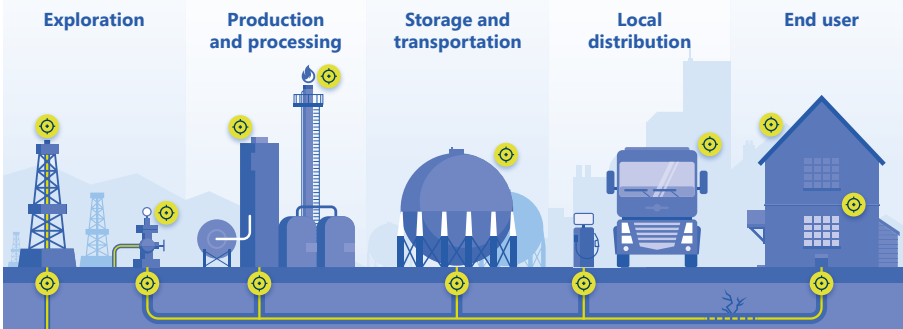 Exploration
Production
and processing
Storage and
transportation
Local
distribution
End user